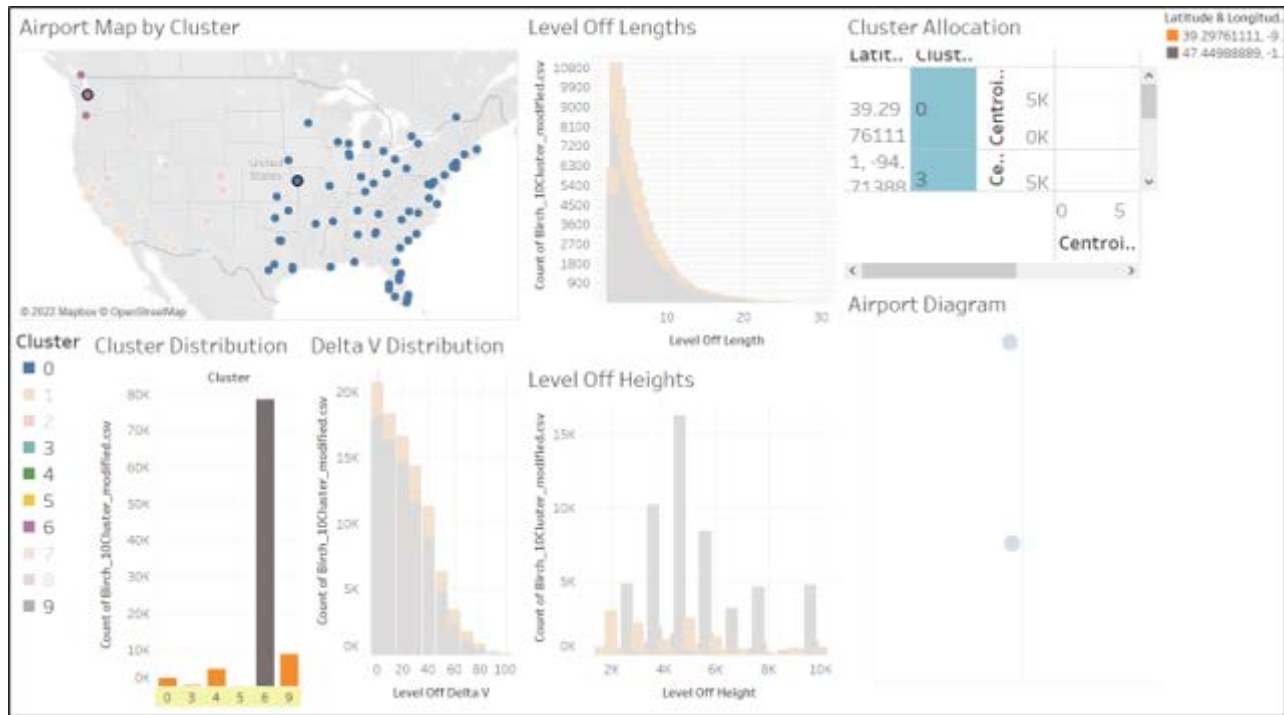 Airport Map by Cluster
United
States
© 2022 Mapbox © OpenStreetMap
Level Off Lengths
Count of Birch_10Cluster_modified.csv
10800
9900
9000
8100
7200
6300
5400
4500
3600
2700
1800
900
10
20
30
Level Off Length
Cluster Allocation
Latit.. Clust..
39.29
76111
1, -94.
71388
0
3
Centroi..
Ce..
5K
0K
5K
0 5
Centroi..
Latitude & Longitud..
39.29761111, -9..
47.44988889, -1..
Cluster
0
1
2
3
4
5
6
7
8
9
Cluster Distribution
Cluster
Count of Birch_10Cluster_modified.csv
80K
70K
60K
50K
40K
30K
20K
10K
0K
0 3 4 5 6 9
Delta V Distribution
Count of Birch_10Cluster_modified.csv
20K
15K
10K
5K
0K
0 20 40 60 80 100
Level Off Delta V
Level Off Heights
Count of Birch_10Cluster_modified.csv
15K
10K
5K
0K
2K 4K 6K 8K 10K
Level Off Height
Airport Diagram